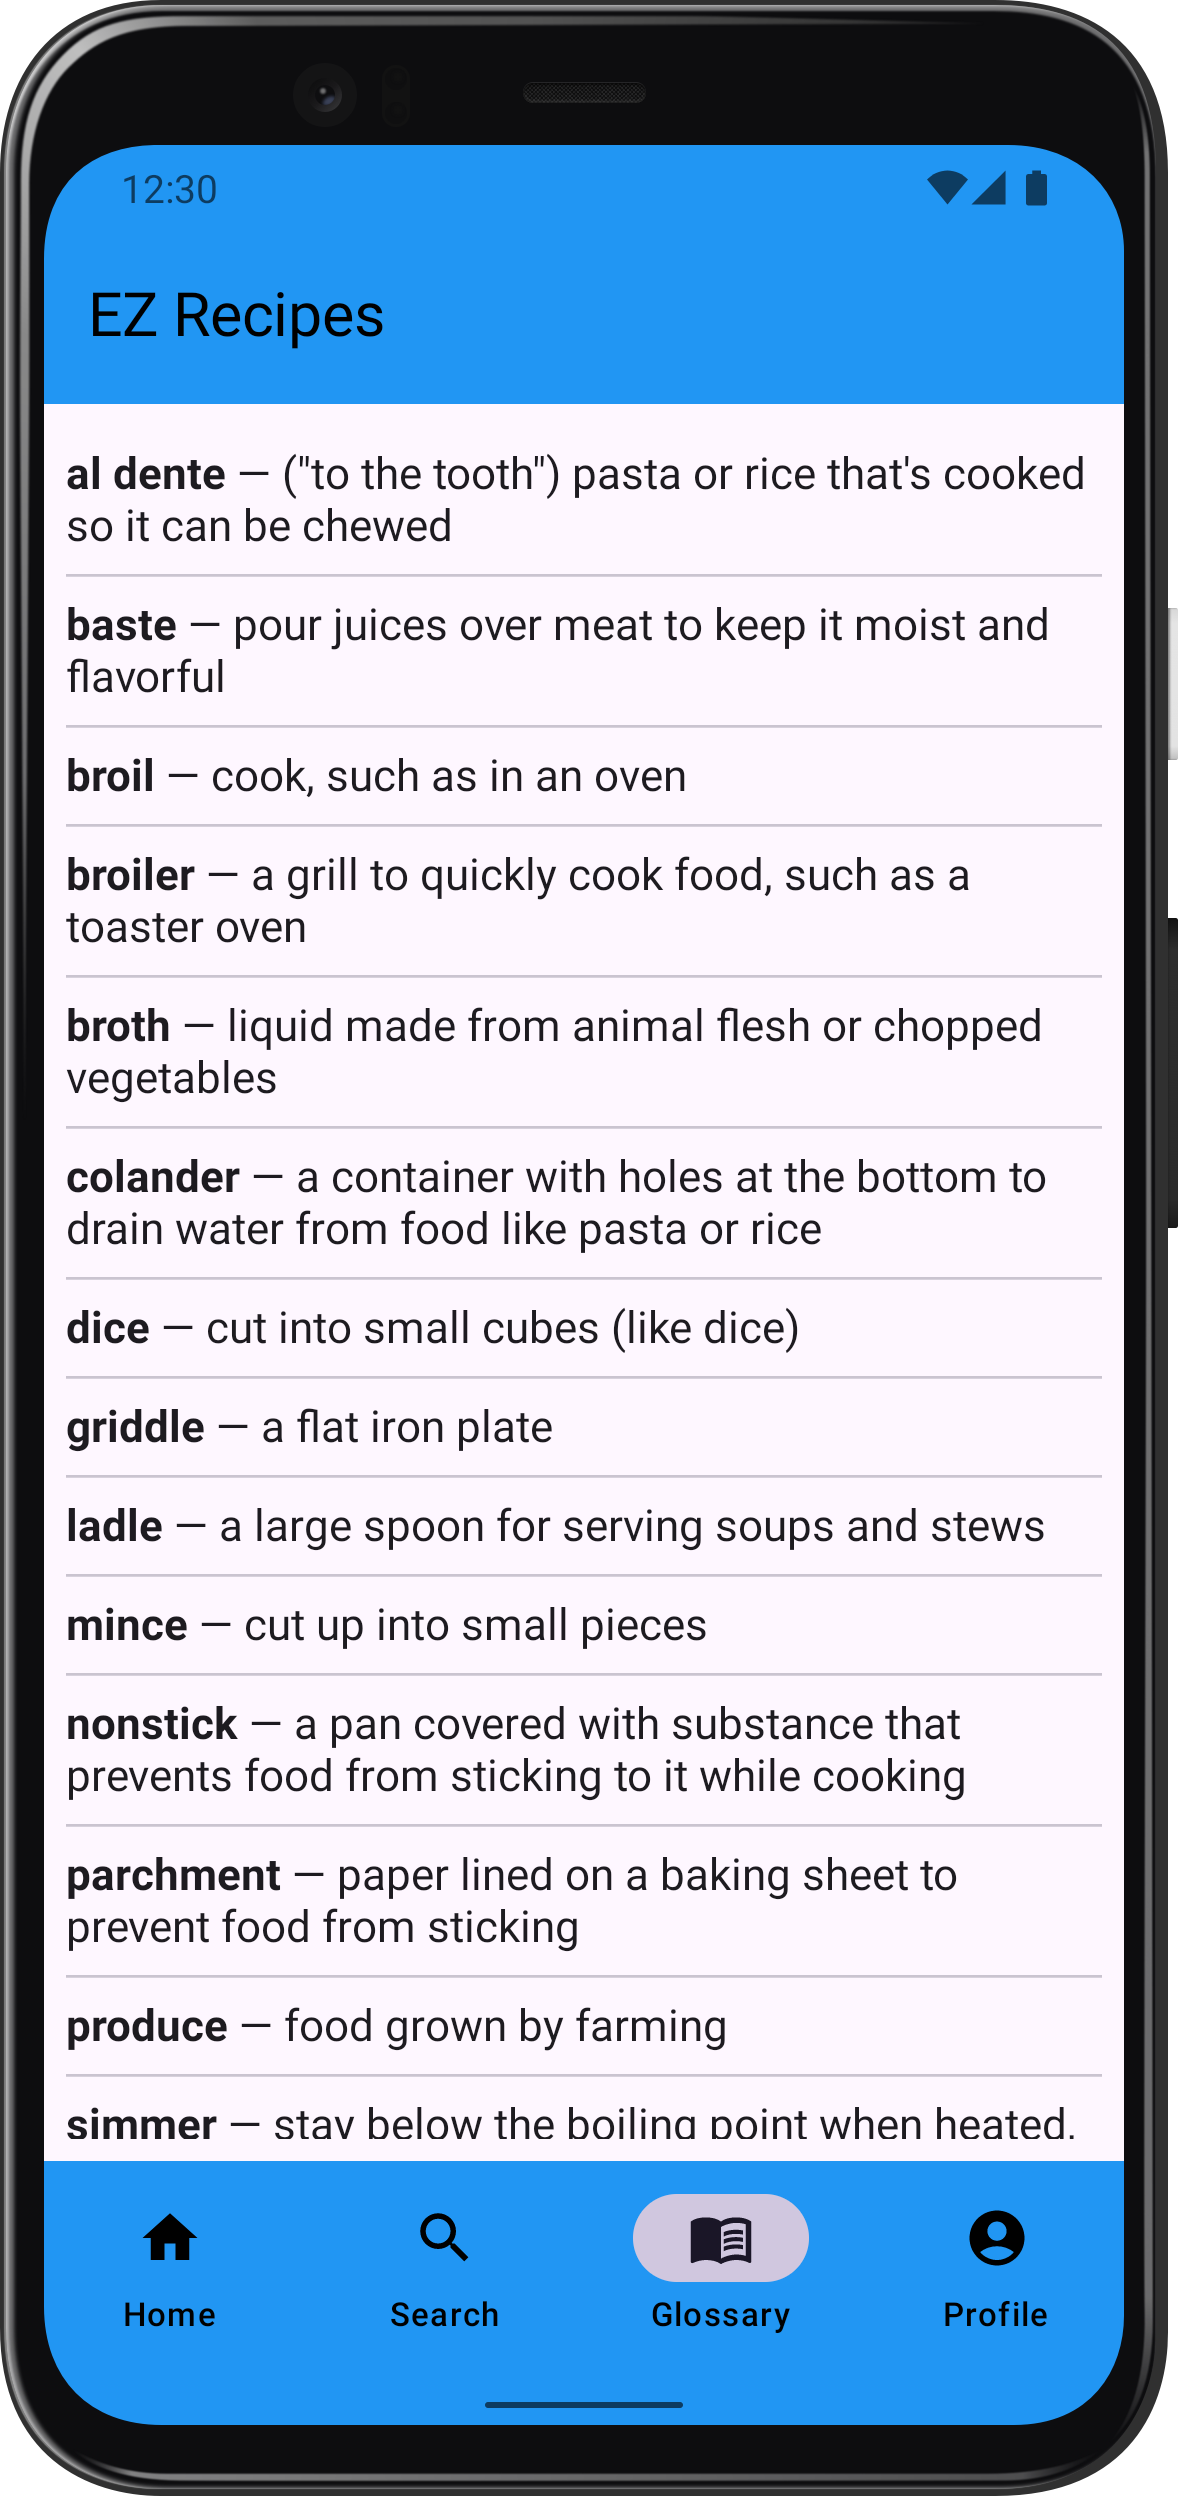 12:30
EZ Recipes
al dente — ("to the tooth") pasta or rice that's cooked
so it can be chewed
baste — pour juices over meat to keep it moist and
flavorful
broil — cook, such as in an oven
broiler — a grill to quickly cook food, such as a
toaster oven
broth — liquid made from animal flesh or chopped
vegetables
colander — a container with holes at the bottom to
drain water from food like pasta or rice
dice — cut into small cubes (like dice)
griddle — a flat iron plate
ladle — a large spoon for serving soups and stews
mince — cut up into small pieces
nonstick — a pan covered with substance that
prevents food from sticking to it while cooking
parchment — paper lined on a baking sheet to
prevent food from sticking
produce — food grown by farming
simmer — stay below the boiling point when heated,
Home
Search
Glossary
Profile